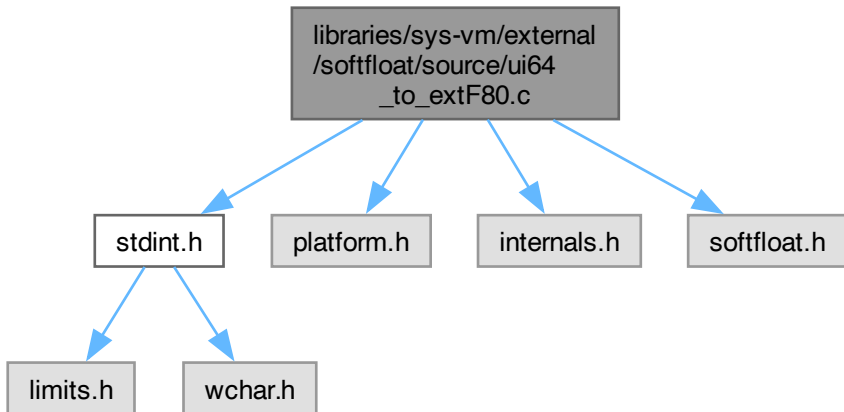 libraries/sys-vm/external
/softfloat/source/ui64
_to_extF80.c
stdint.h
platform.h
internals.h
softfloat.h
limits.h
wchar.h